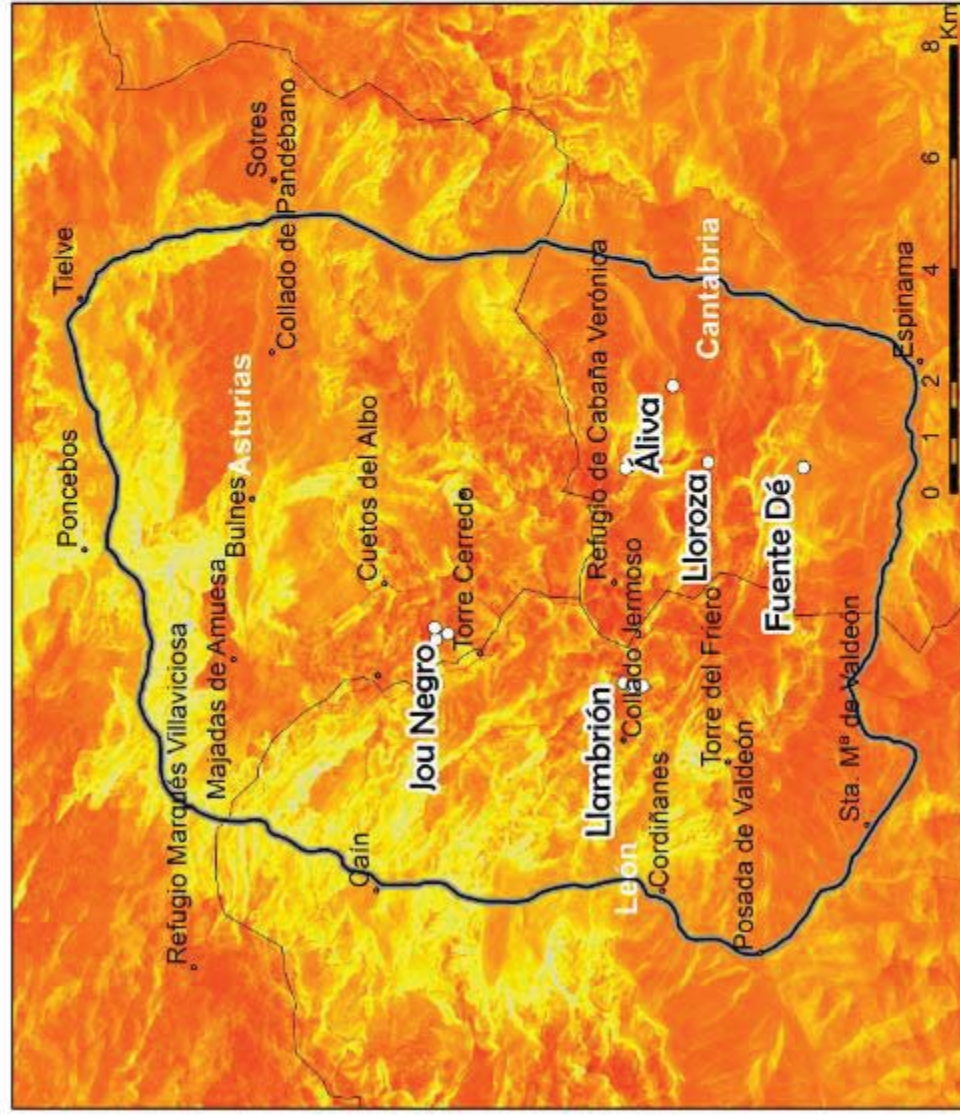 Tielve
Poncebos
Refugio Marqués Villaviciosa
Majadas de Amuesa
Bulnes
Asturias
Sotres
Collado de Pandébano
Caín
Cuetos del Albo
Jou Negro
Torre Cerredo
Llambrión
León
Cordiñanes
Collado Jermoso
Refugio de Cabaña Verónica
Áliva
Cantabria
Lloroza
Torre del Friero
Posada de Valdeón
Fuente Dé
Sta. Mª de Valdeón
Espinama
0 1 2 4 6 8
Km